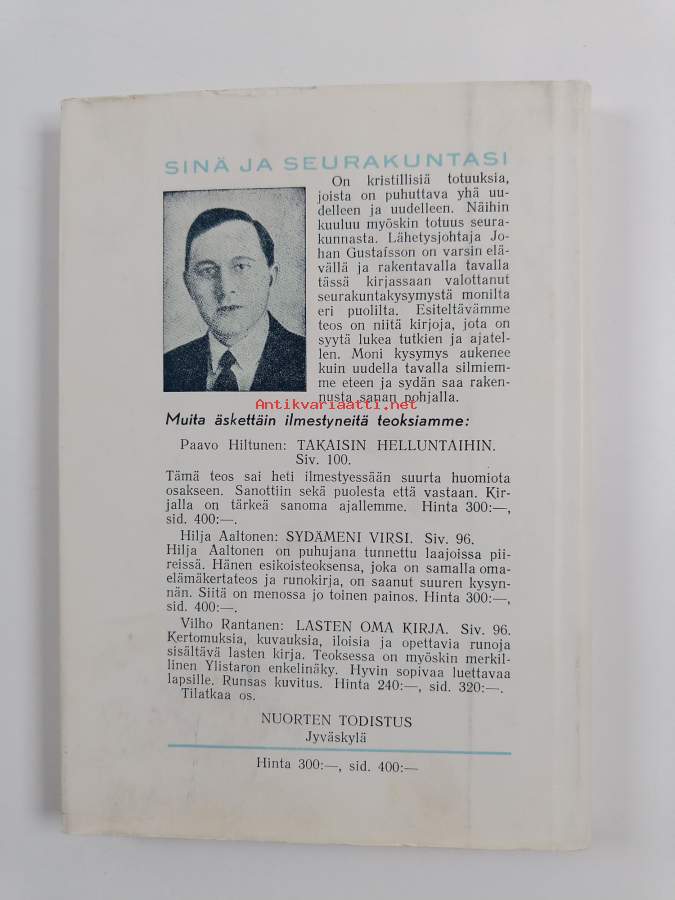 SINÄ JA SEURAKUNTASI
On kristillisiä totuuksia,
joista on puhuttava yhä uu-
delleen ja uudelleen. Näihin
kuuluu myöskin totuus seura-
kunnasta. Lähetysjohtaja Jo-
han Gustafsson on varsin elä-
vällä ja rakentavalla tavalla
tässä kirjassaan valottanut
seurakuntakysymystä monilta
eri puolilta. Esiteltävämme
teos on niitä kirjoja, jota on
syytä lukea tutkien ja ajatel-
len. Moni kysymys aukenee
kuin uudella tavalla silmiem-
me eteen ja sydän saa raken-
nusta sanan pohjalla.
Antikvariaatti.net
Muita äskettäin ilmestyneitä teoksiamme:
Paavo Hiltunen: TAKAISIN HELLUNTAIHIN.
Siv. 100.
Tämä teos sai heti ilmestyessään suurta huomiota
osakseen. Sanottiin sekä puolesta että vastaan. Kir-
jalla on tärkeä sanoma ajallemme. Hinta 300:—,
sid. 400:—.
Hilja Aaltonen: SYDÄMENI VIRSI. Siv. 96.
Hilja Aaltonen on puhujana tunnettu laajoissa pii-
reissä. Hänen esikoisteoksensa, joka on samalla oma-
elämäkertateos ja runokirja, on saanut suuren kysyn-
nän. Siitä on menossa jo toinen painos. Hinta 300:—,
sid. 400:—.
Vilho Rantanen: LASTEN OMA KIRJA. Siv. 96.
Kertomuksia, kuvauksia, iloisia ja opettavia runoja
sisältävä lasten kirja. Teoksessa on myöskin merkil-
linen Ylistaron enkelinäky. Hyvin sopivaa luettavaa
lapsille. Runsas kuvitus. Hinta 240:—, sid. 320:—.
Tilatkaa os.
NUORTEN TODISTUS
Jyväskylä
Hinta 300:—, sid. 400:—